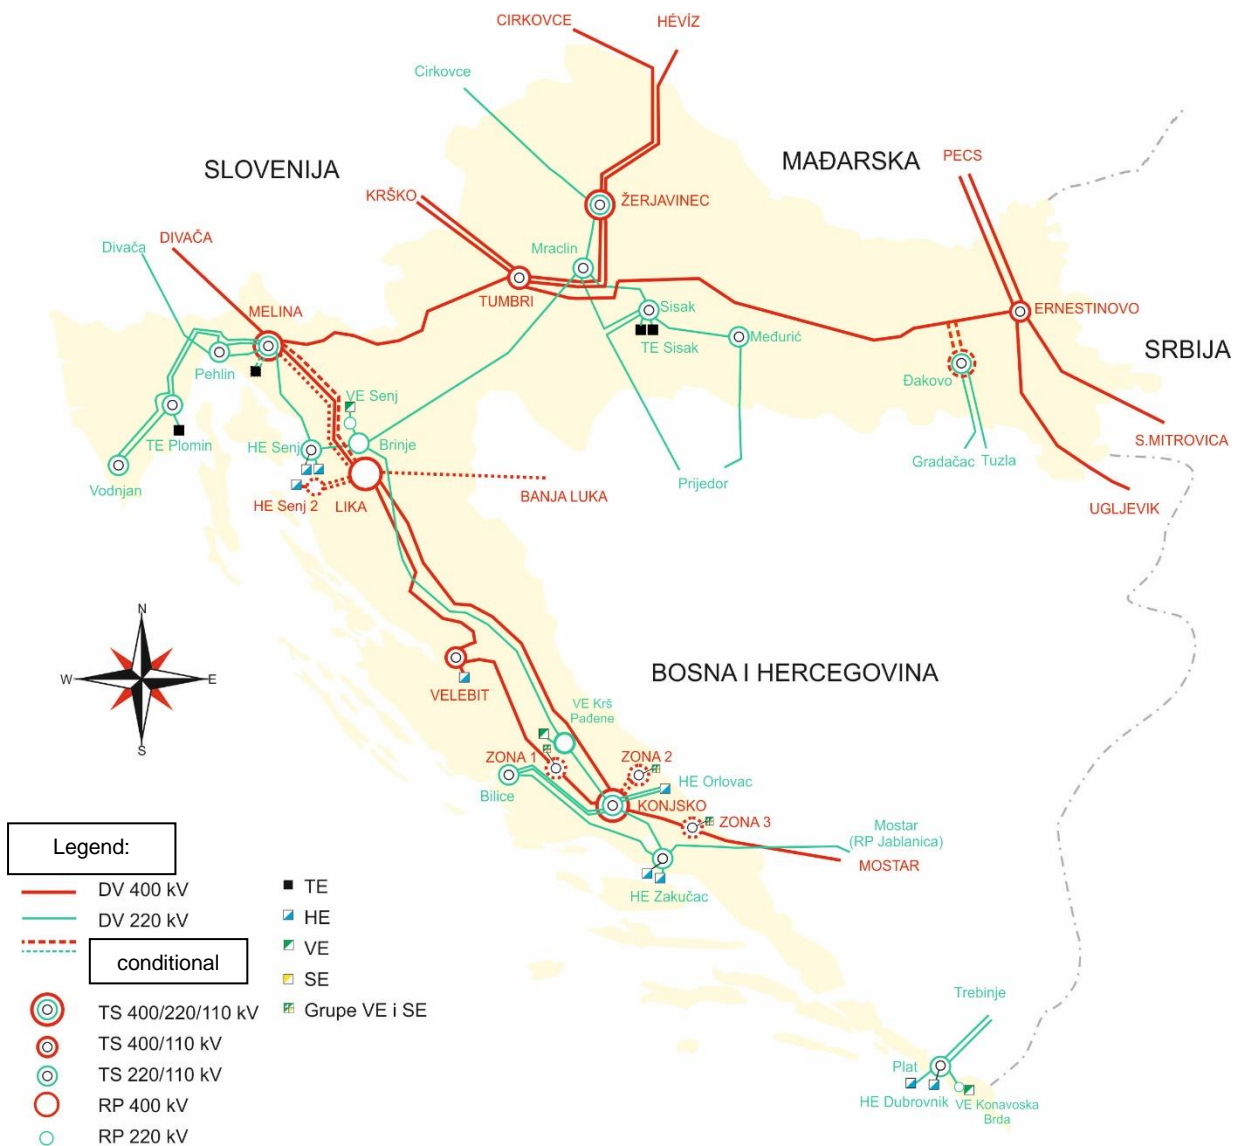 CIRKOVCE
HÉVÍZ
Cirkovce
SLOVENIJA
MAĐARSKA
PECS
KRŠKO
ŽERJAVINEC
Divača
DIVAČA
Mraclin
MELINA
TUMBRI
Sisak
ERNESTINOVO
TE Sisak
Međurić
SRBIJA
Pehlin
Đakovo
VE Senj
TE Plomin
HE Senj
Brinje
S.MITROVICA
Gradačac
Tuzla
Vodnjan
Prijedor
HE Senj 2
LIKA
BANJA LUKA
UGLJEVIK
N
W
E
S
BOSNA I HERCEGOVINA
VELEBIT
VE Krš
Pađene
ZONA 1
ZONA 2
HE Orlovac
Bilice
KONJSKO
ZONA 3
Mostar
(RP Jablanica)
MOSTAR
HE Zakučac
Legend:
DV 400 kV
DV 220 kV
conditional
TS 400/220/110 kV
TS 400/110 kV
TS 220/110 kV
RP 400 kV
RP 220 kV
TE
HE
VE
SE
Grupe VE i SE
Trebinje
Plat
HE Dubrovnik
VE Konavoska
Brda